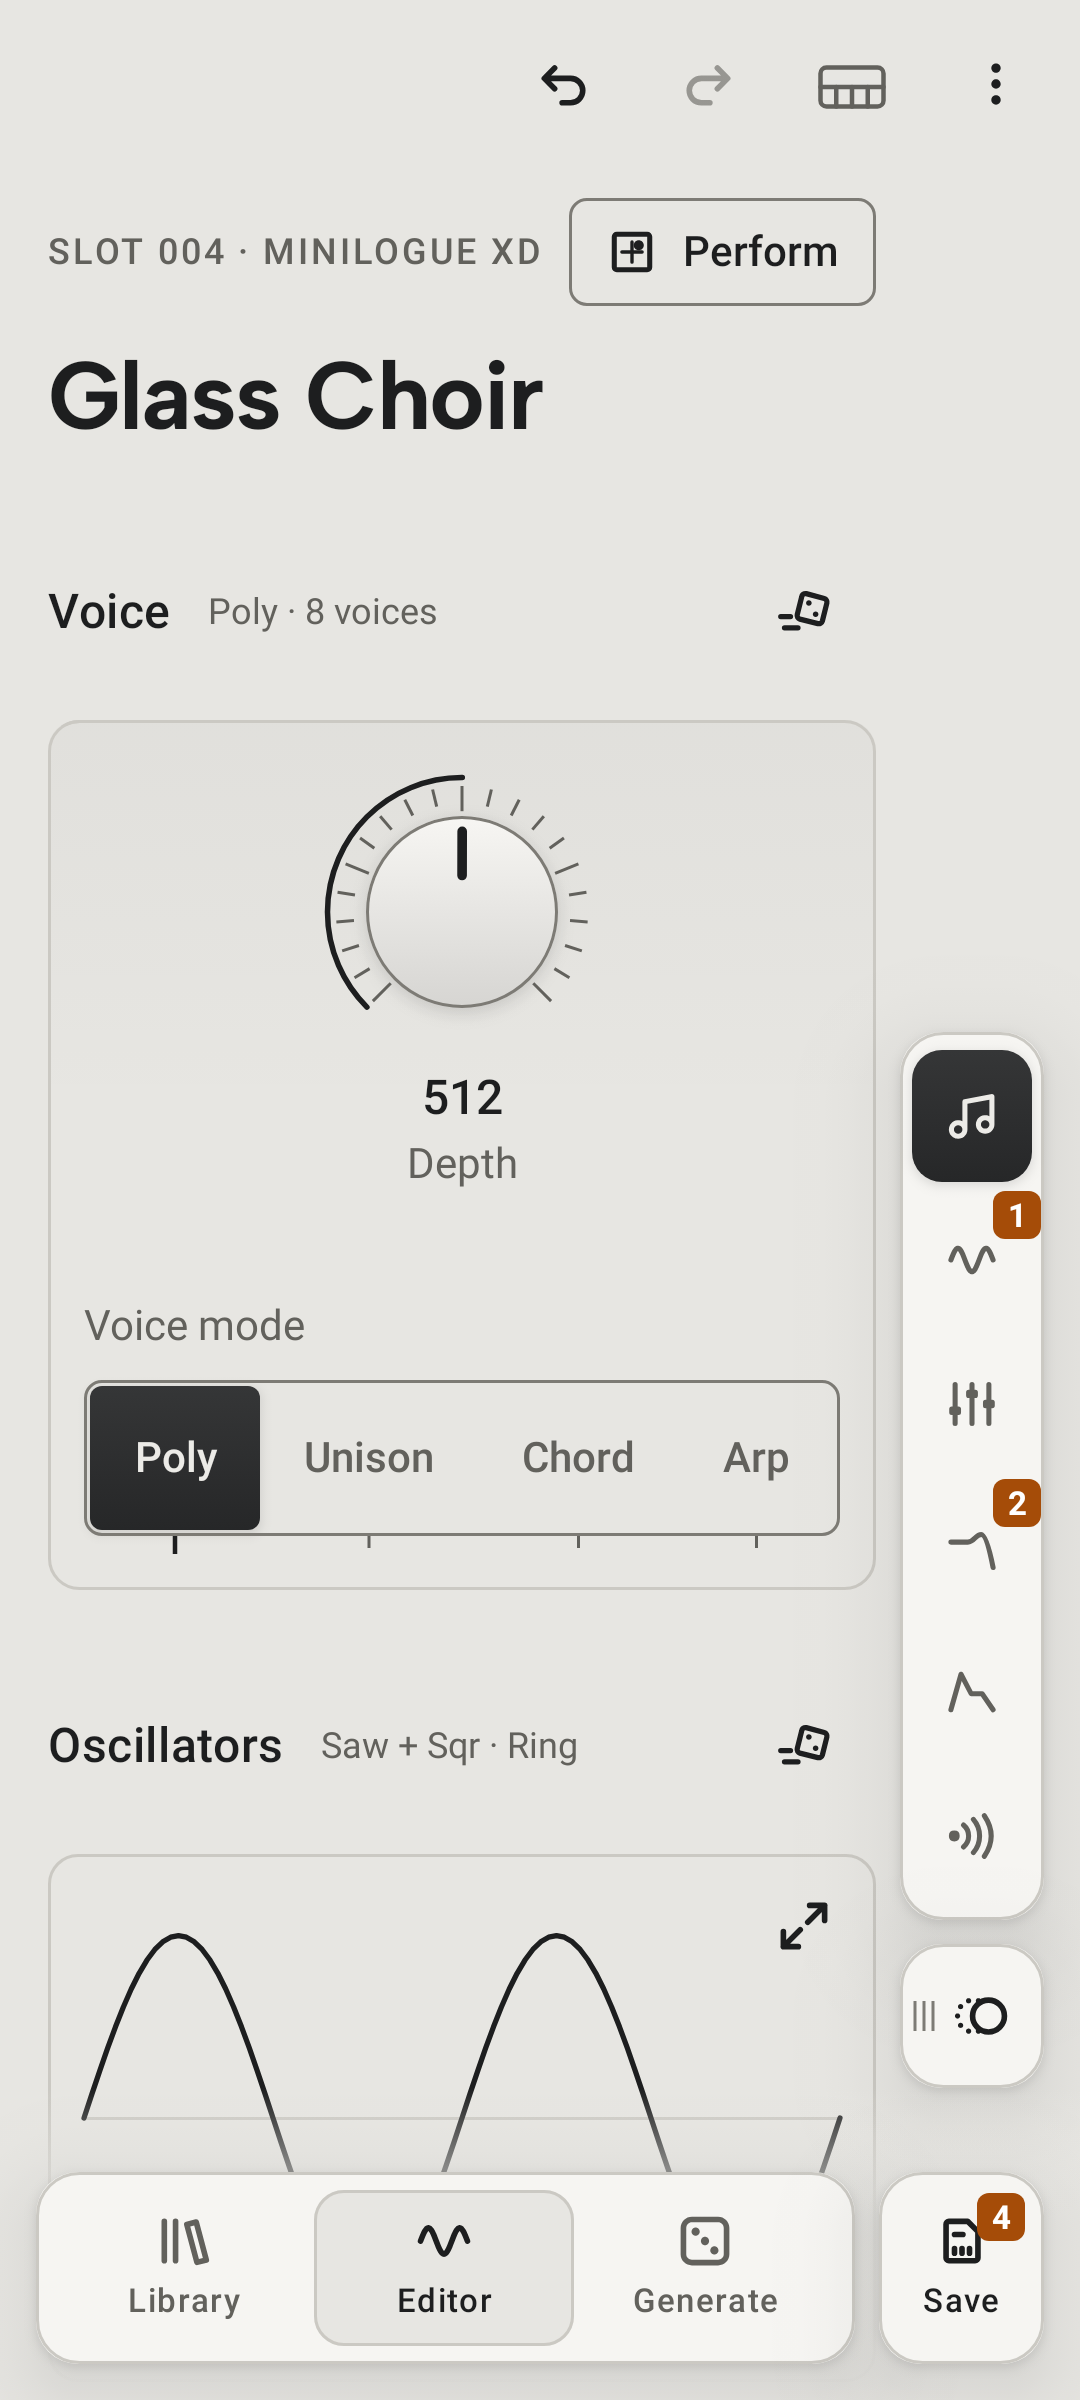 SLOT 004 · MINILOGUE XD
Perform
Glass Choir
Voice
Poly · 8 voices
512
Depth
Voice mode
Poly
Unison
Chord
Arp
1
2
Oscillators
Saw + Sqr · Ring
Library
Editor
Generate
4
Save